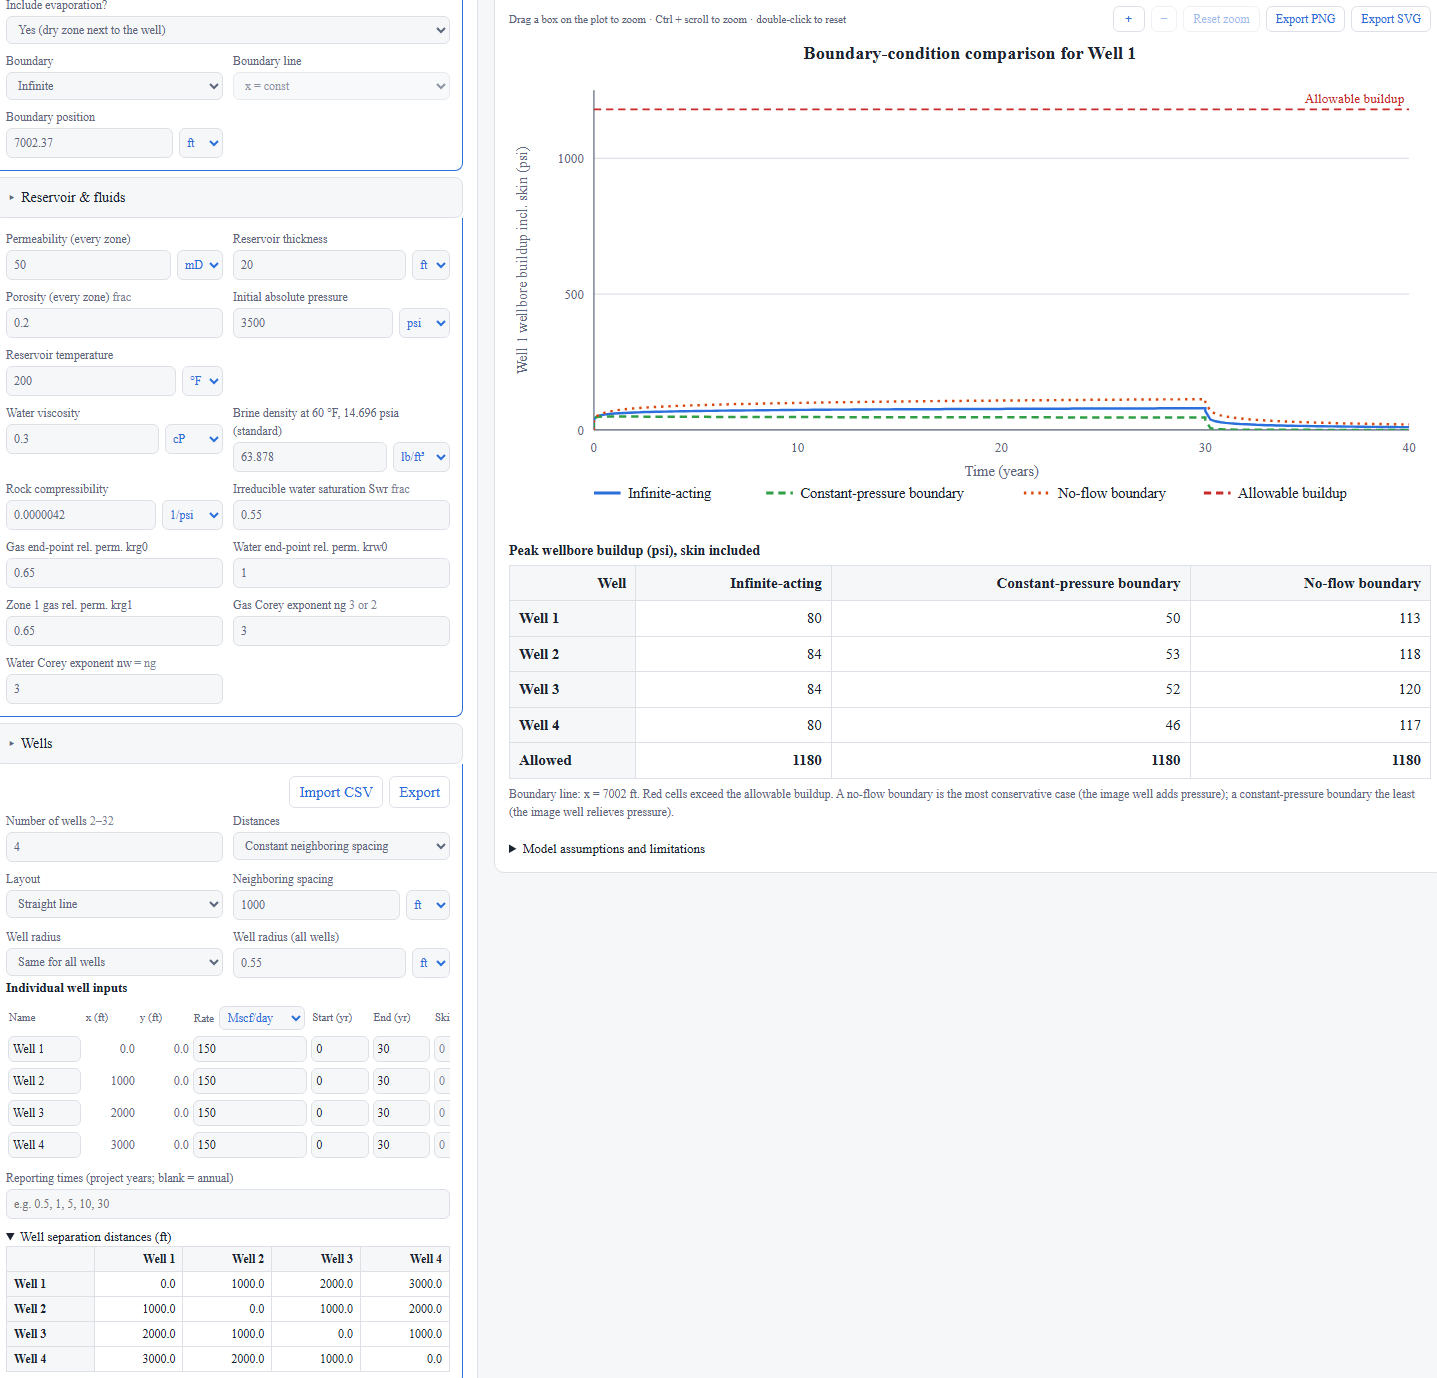 Include evaporation?
Yes (dry zone next to the well)
Boundary
Boundary line
Infinite
x = const
Boundary position
7002.37
ft
Reservoir & fluids
Permeability (every zone)
Reservoir thickness
50
mD
20
ft
Porosity (every zone) frac
Initial absolute pressure
0.2
3500
psi
Reservoir temperature
200
°F
Water viscosity
Brine density at 60 °F, 14.696 psia
(standard)
0.3
cP
63.878
lb/ft³
Rock compressibility
Irreducible water saturation Swr frac
0.0000042
1/psi
0.55
Gas end-point rel. perm. krg0
Water end-point rel. perm. krw0
0.65
1
Zone 1 gas rel. perm. krg1
Gas Corey exponent ng 3 or 2
0.65
3
Water Corey exponent nw = ng
3
Wells
Import CSV
Export
Number of wells 2–32
Distances
4
Constant neighboring spacing
Layout
Neighboring spacing
Straight line
1000
ft
Well radius
Well radius (all wells)
Same for all wells
0.55
ft
Individual well inputs
Name x (ft) y (ft) Rate Mscf/day Start (yr) End (yr) Ski
Well 1 0.0 0.0 150 0 30 0
Well 2 1000 0.0 150 0 30 0
Well 3 2000 0.0 150 0 30 0
Well 4 3000 0.0 150 0 30 0
Reporting times (project years; blank = annual)
e.g. 0.5, 1, 5, 10, 30
Well separation distances (ft)
Well 1 Well 2 Well 3 Well 4
Well 1 0.0 1000.0 2000.0 3000.0
Well 2 1000.0 0.0 1000.0 2000.0
Well 3 2000.0 1000.0 0.0 1000.0
Well 4 3000.0 2000.0 1000.0 0.0
Drag a box on the plot to zoom · Ctrl + scroll to zoom · double-click to reset
+
−
Reset zoom
Export PNG
Export SVG
Boundary-condition comparison for Well 1
Allowable buildup
Well 1 wellbore buildup incl. skin (psi)
1000
500
0
0 10 20 30 40
Time (years)
Infinite-acting
Constant-pressure boundary
No-flow boundary
Allowable buildup
Peak wellbore buildup (psi), skin included
Well Infinite-acting Constant-pressure boundary No-flow boundary
Well 1 80 50 113
Well 2 84 53 118
Well 3 84 52 120
Well 4 80 46 117
Allowed 1180 1180 1180
Boundary line: x = 7002 ft. Red cells exceed the allowable buildup. A no-flow boundary is the most conservative case (the image well adds pressure); a constant-pressure boundary the least
(the image well relieves pressure).
Model assumptions and limitations